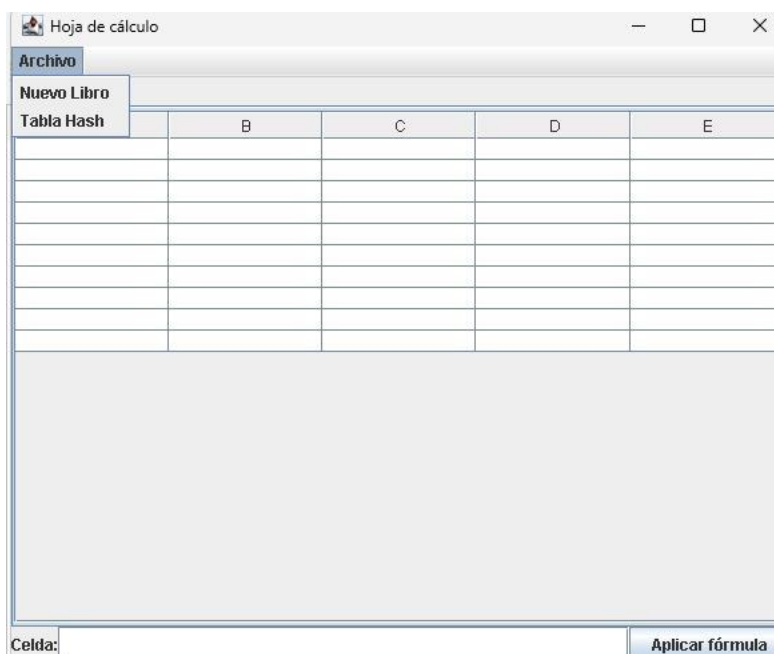 Hoja de cálculo
Archivo
Nuevo Libro
Tabla Hash
B C D E
Celda: Aplicar fórmula